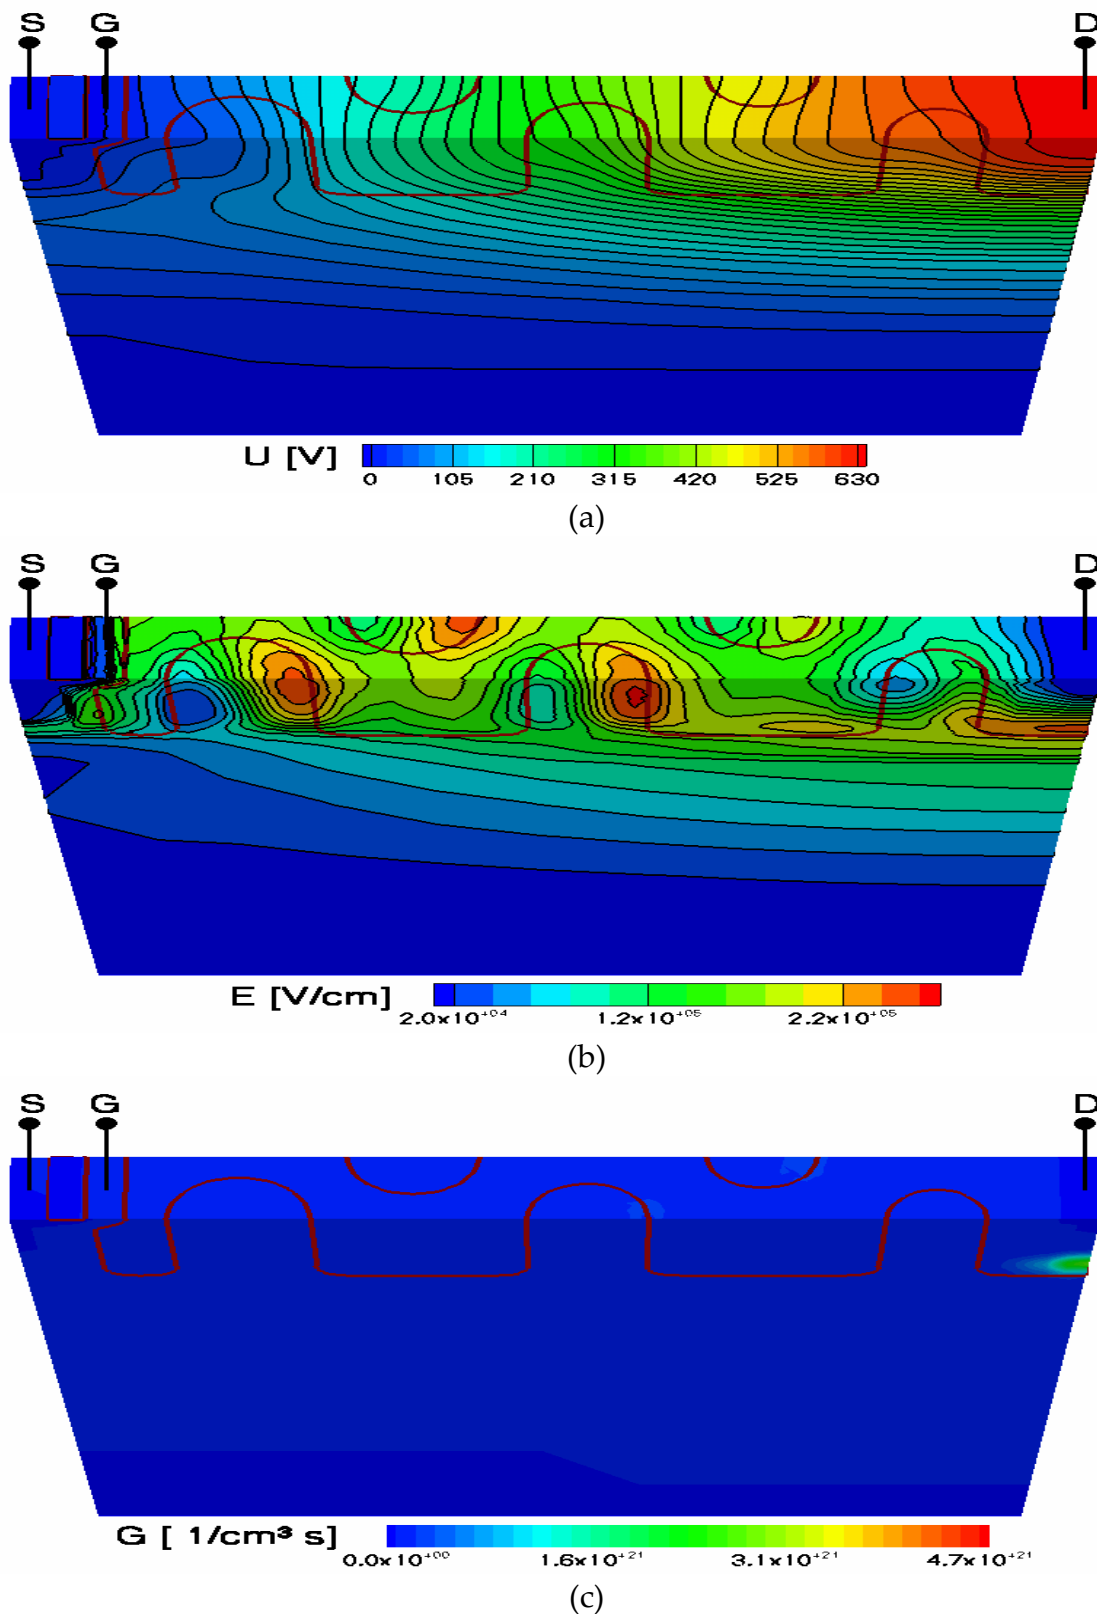 S G D
U [V]
0 105 210 315 420 525 630
(a)
S G D
E [V/cm]
2.0x10⁺⁰⁴ 1.2x10⁺⁰⁵ 2.2x10⁺⁰⁵
(b)
S G D
G [ 1/cm³ s]
0.0x10⁺⁰⁰ 1.6x10⁺²¹ 3.1x10⁺²¹ 4.7x10⁺²¹
(c)